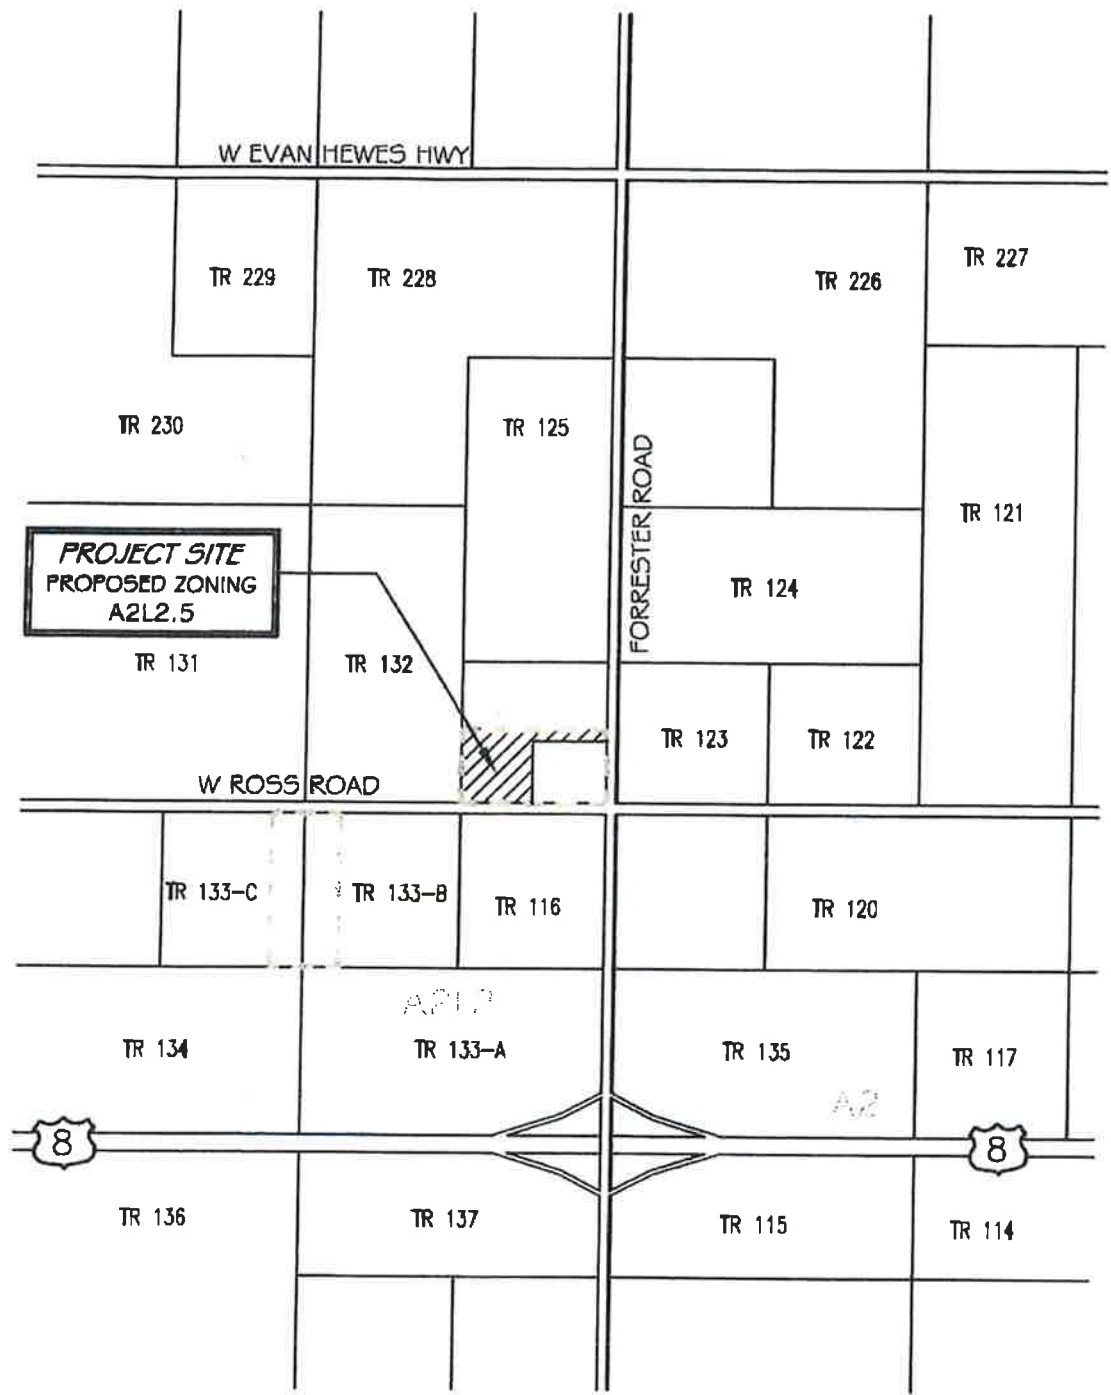 W EVAN HEWES HWY
TR 229
TR 228
TR 226
TR 227
TR 230
TR 125
FORRESTER ROAD
TR 121
PROJECT SITE
PROPOSED ZONING
A2L2.5
TR 124
TR 131
TR 132
TR 123
TR 122
W ROSS ROAD
TR 133-C
TR 133-B
TR 116
TR 120
TR 134
TR 133-A
TR 135
TR 117
A2
8
8
TR 136
TR 137
TR 115
TR 114